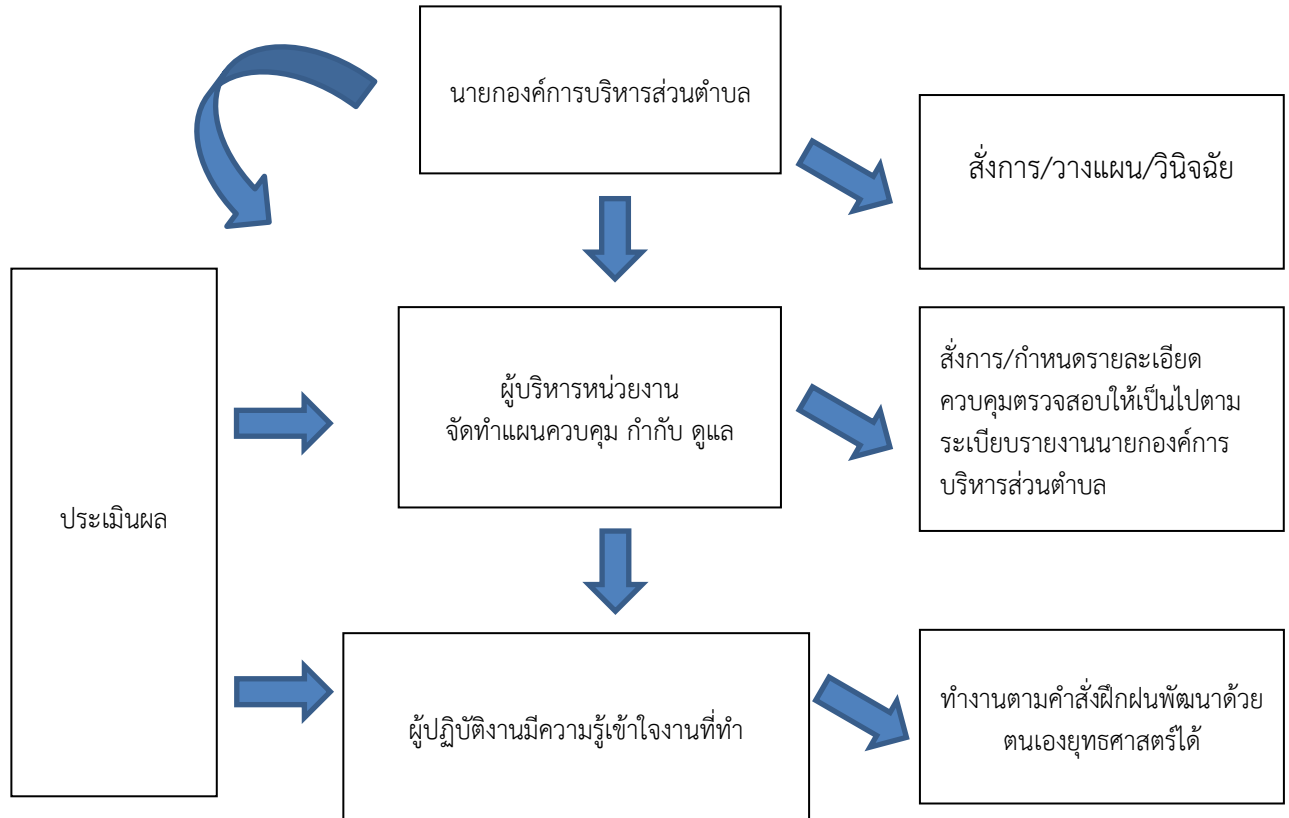 นายกองค์การบริหารส่วนตำบล
สั่งการ/วางแผน/วินิจฉัย
ผู้บริหารหน่วยงาน
จัดทำแผนควบคุม กำกับ ดูแล
สั่งการ/กำหนดรายละเอียด
ควบคุมตรวจสอบให้เป็นไปตาม
ระเบียบรายงานนายกองค์การ
บริหารส่วนตำบล
ประเมินผล
ผู้ปฏิบัติงานมีความรู้เข้าใจงานที่ทำ
ทำงานตามคำสั่งฝึกฝนพัฒนาด้วย
ตนเองยุทธศาสตร์ได้